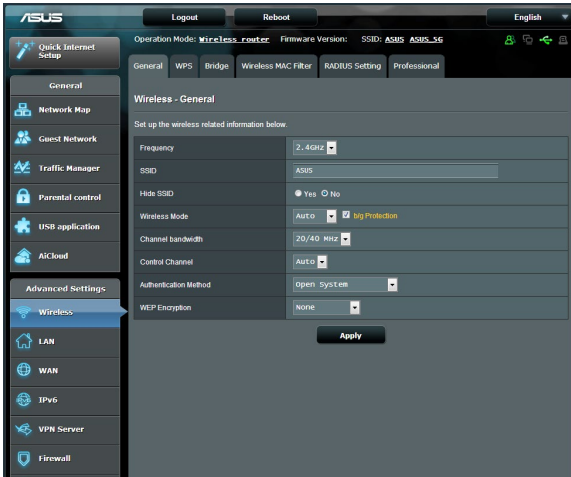 ASUS
Logout
Reboot
English
Quick Internet Setup
Operation Mode: Wireless router Firmware Version: SSID: ASUS ASUS_5G
General
WPS
Bridge
Wireless MAC Filter
RADIUS Setting
Professional
General
Network Map
Guest Network
Traffic Manager
Parental control
USB application
AiCloud
Advanced Settings
Wireless
LAN
WAN
IPv6
VPN Server
Firewall
Wireless - General
Set up the wireless related information below.
Frequency 2.4GHz
SSID ASUS
Hide SSID Yes No
Wireless Mode Auto b/g Protection
Channel bandwidth 20/40 MHz
Control Channel Auto
Authentication Method Open System
WEP Encryption None
Apply